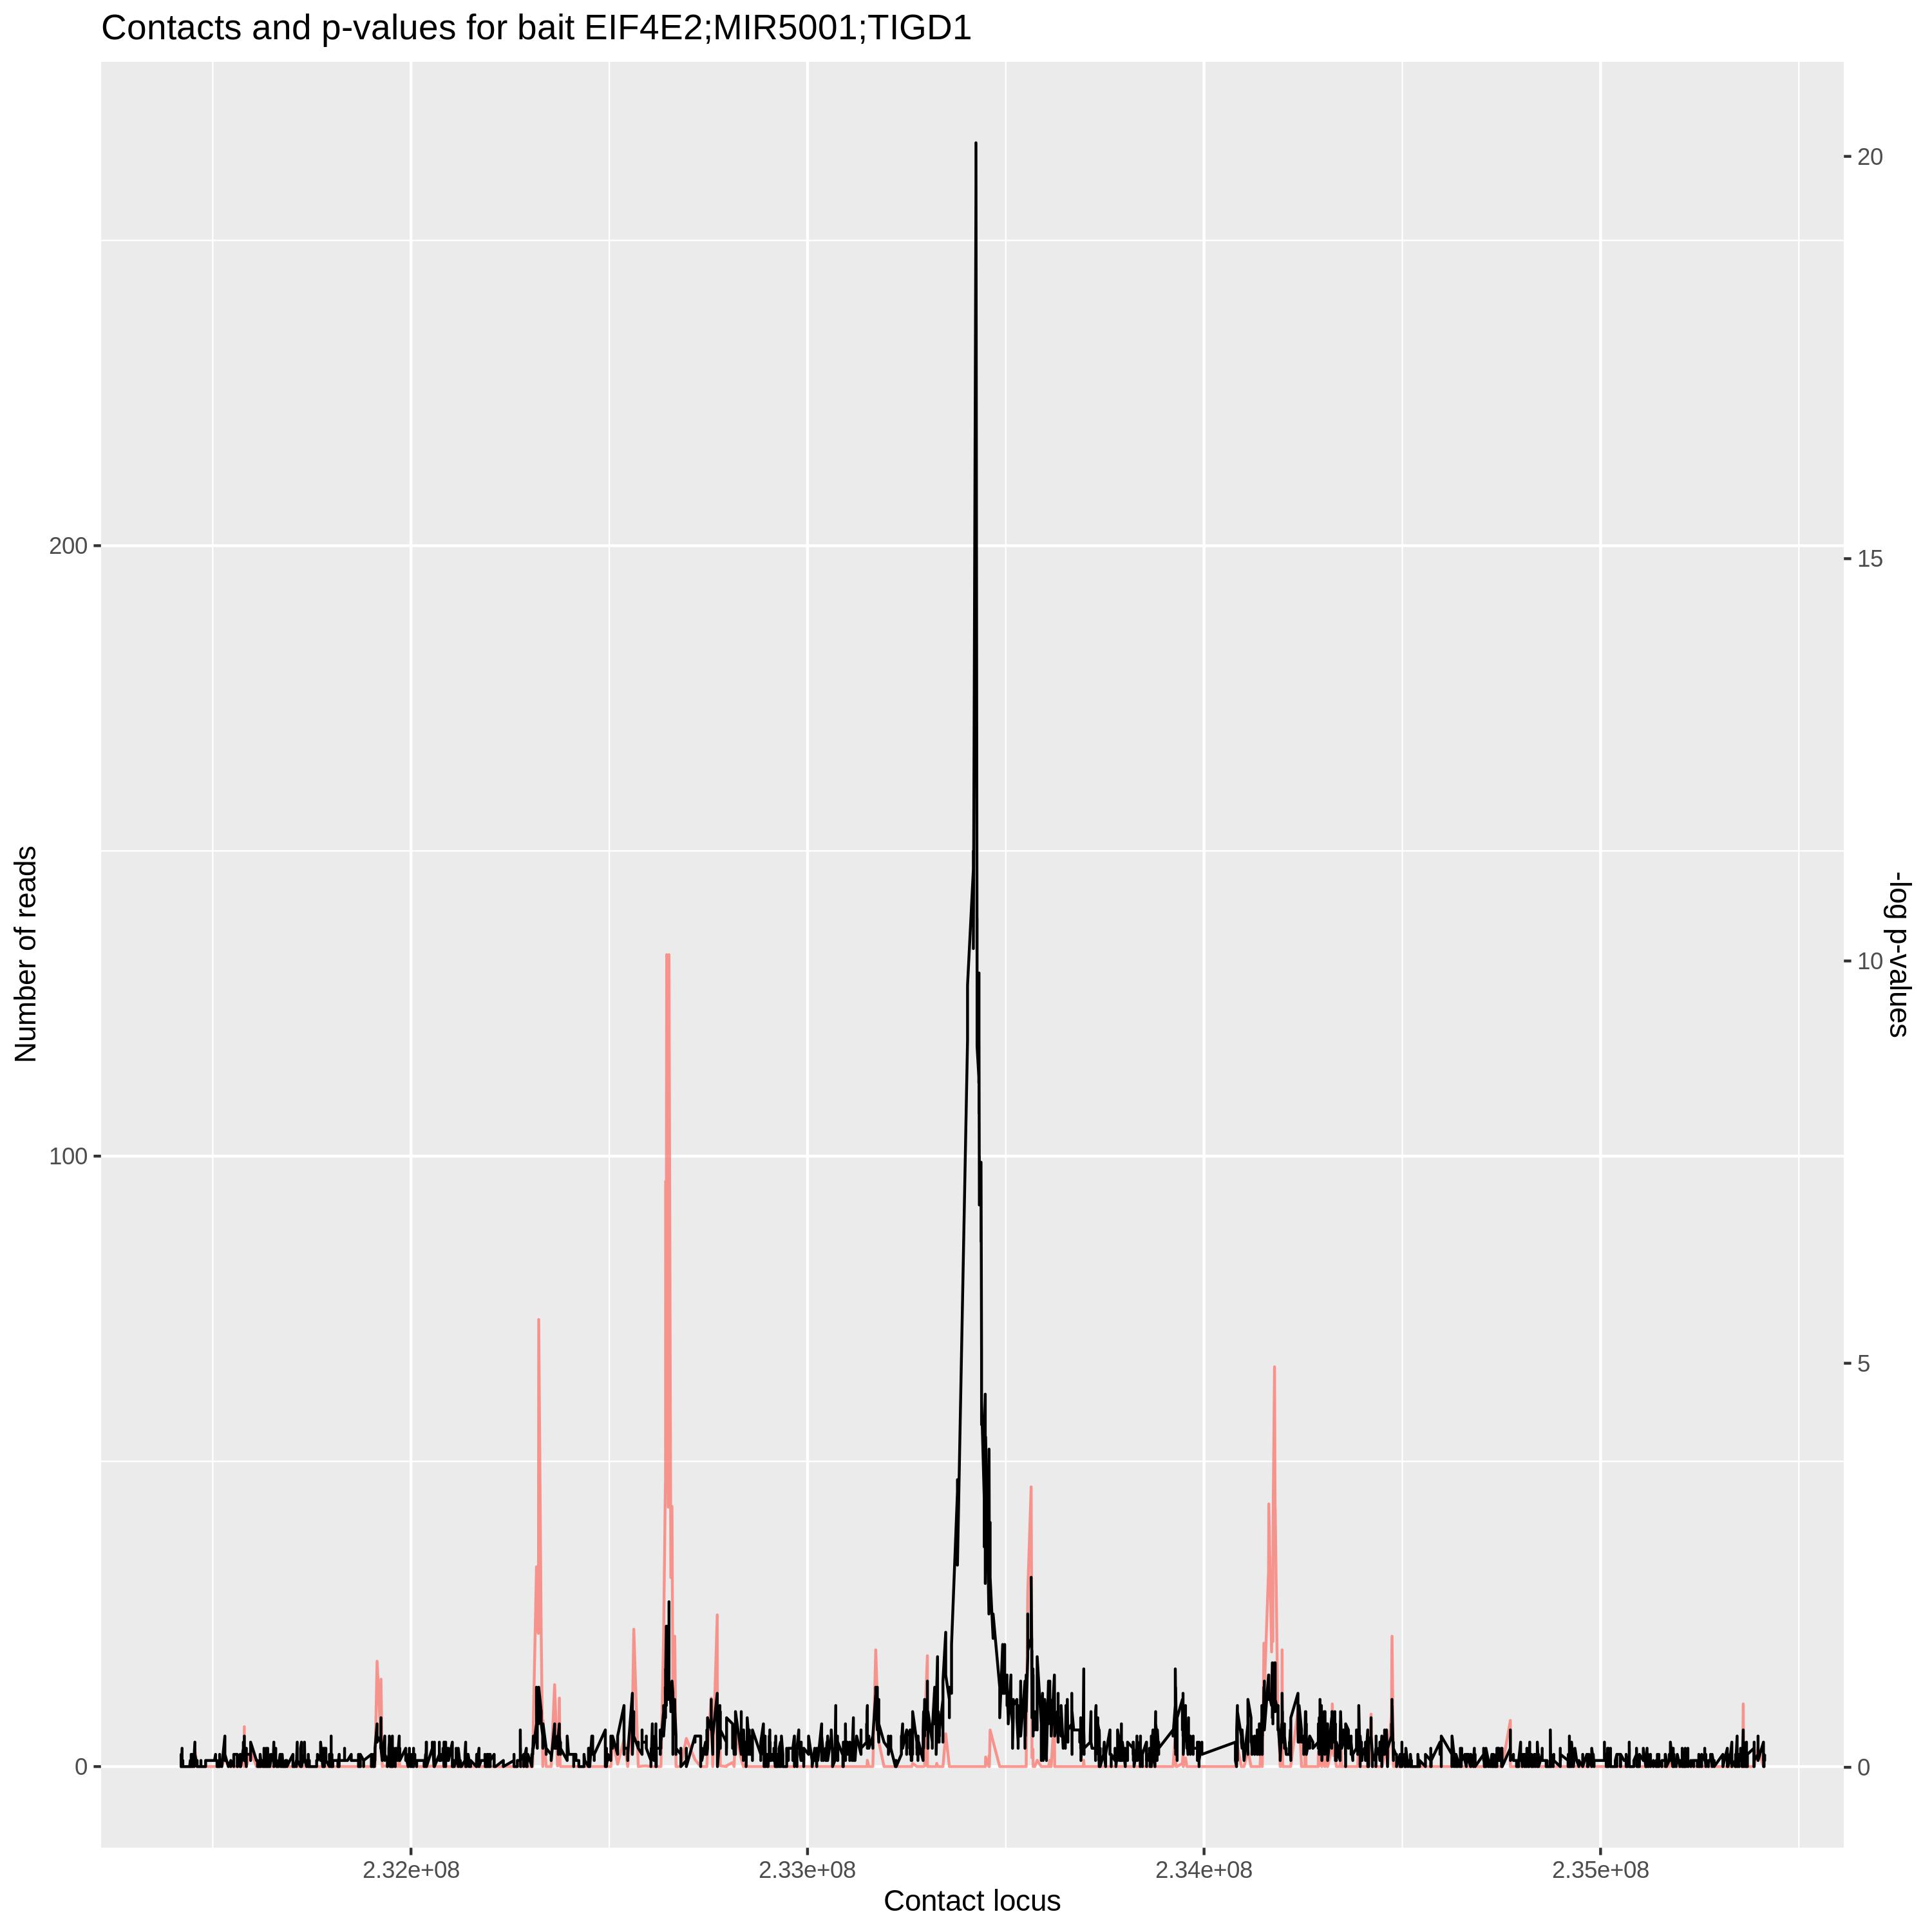 Contacts and p-values for bait EIF4E2;MIR5001;TIGD1
Number of reads
200
100
0
20
15
10
5
0
-log p-values
2.32e+08 2.33e+08 2.34e+08 2.35e+08
Contact locus